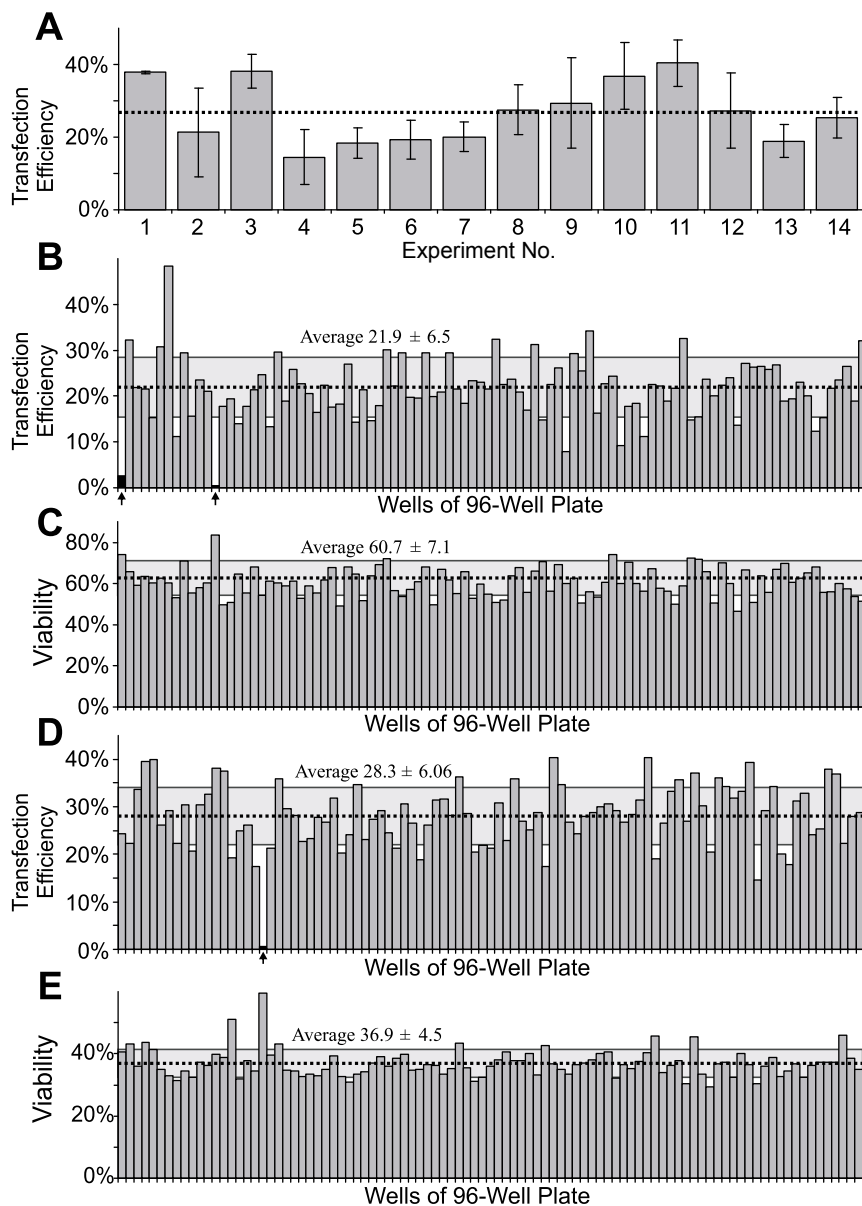 A
Transfection
Efficiency
40%
20%
0%
1 2 3 4 5 6 7 8 9 10 11 12 13 14
Experiment No.
B
Transfection
Efficiency
40%
30%
20%
10%
0%
Average 21.9 ± 6.5
Wells of 96-Well Plate
C
Viability
80%
60%
40%
20%
0%
Average 60.7 ± 7.1
Wells of 96-Well Plate
D
Transfection
Efficiency
40%
30%
20%
10%
0%
Average 28.3 ± 6.06
Wells of 96-Well Plate
E
Viability
40%
20%
0%
Average 36.9 ± 4.5
Wells of 96-Well Plate